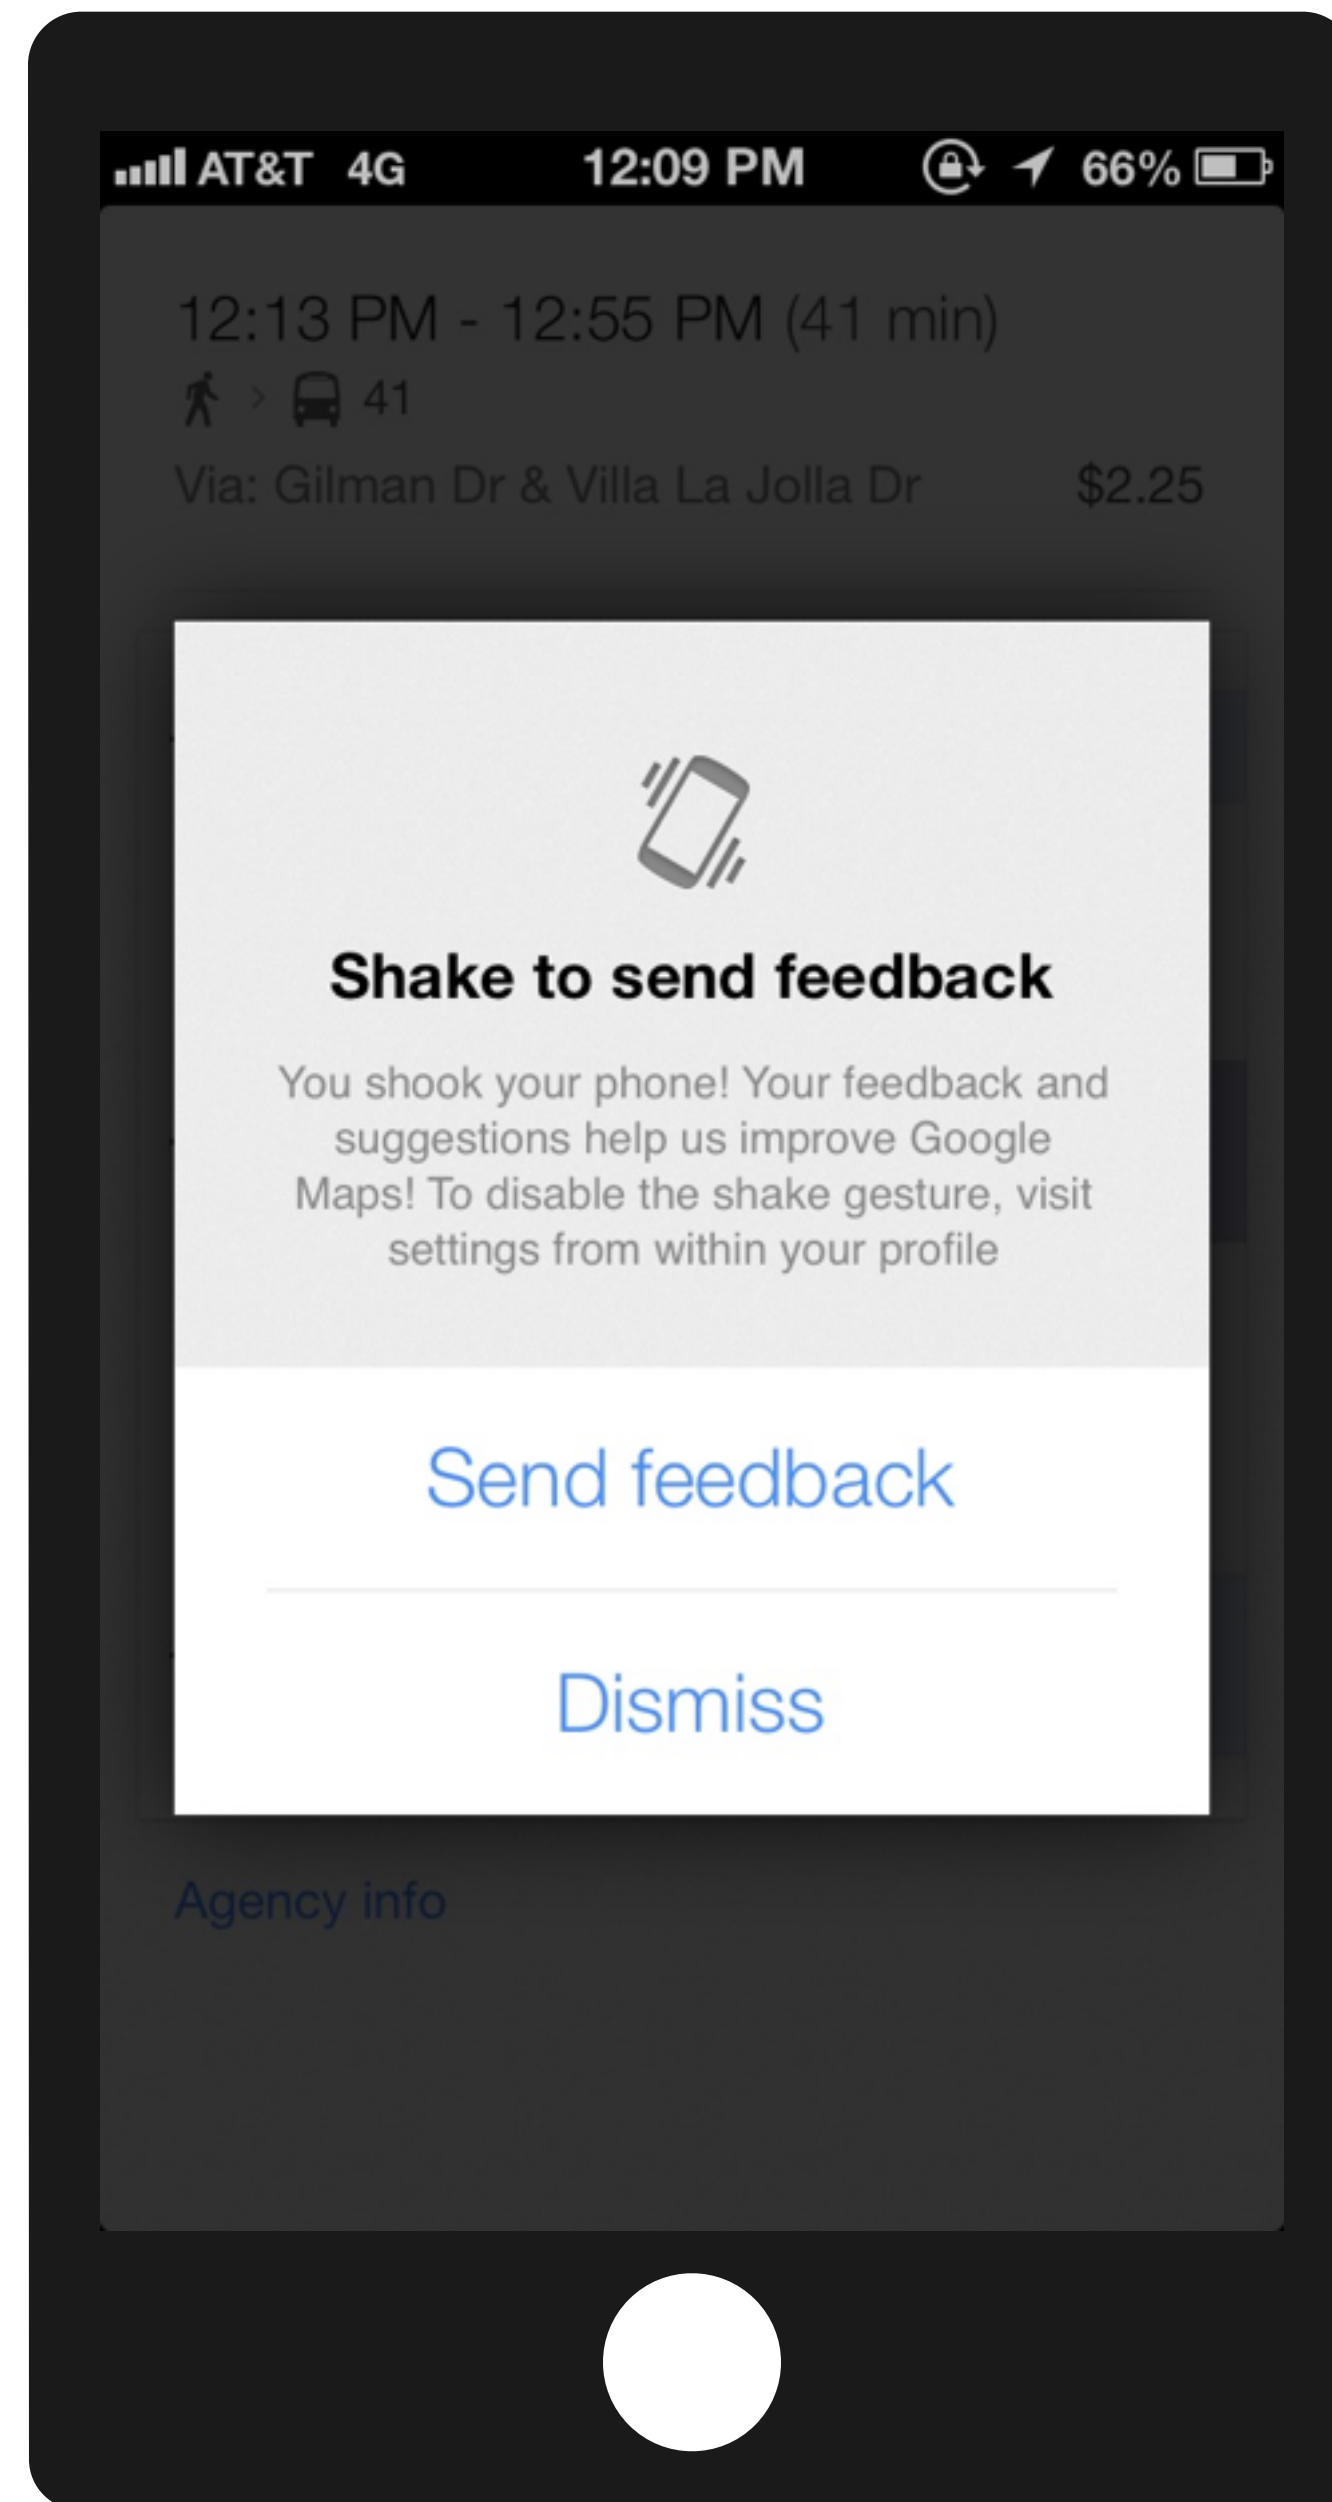 AT&T 4G 12:09 PM 66%
12:13 PM - 12:55 PM (41 min)
41
Via: Gilman Dr & Villa La Jolla Dr $2.25
Shake to send feedback
You shook your phone! Your feedback and
suggestions help us improve Google
Maps! To disable the shake gesture, visit
settings from within your profile
Send feedback
Dismiss
Agency info